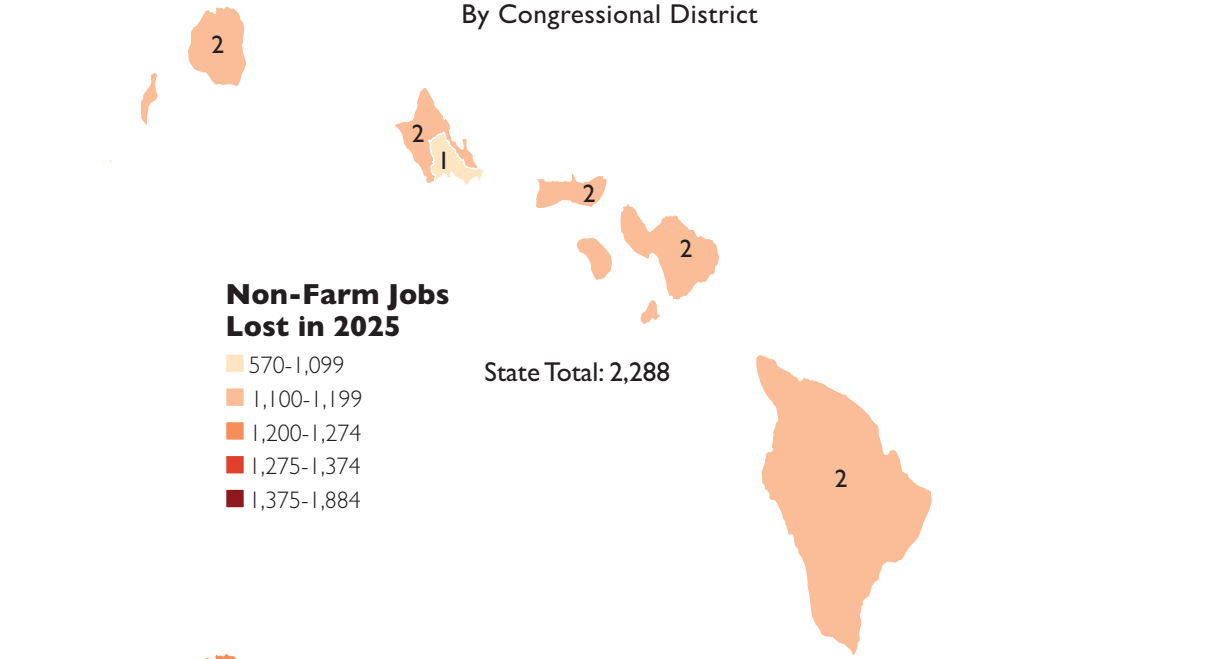 By Congressional District
2
2
1
2
2
Non-Farm Jobs
Lost in 2025
570-1,099
1,100-1,199
1,200-1,274
1,275-1,374
1,375-1,884
State Total: 2,288
2